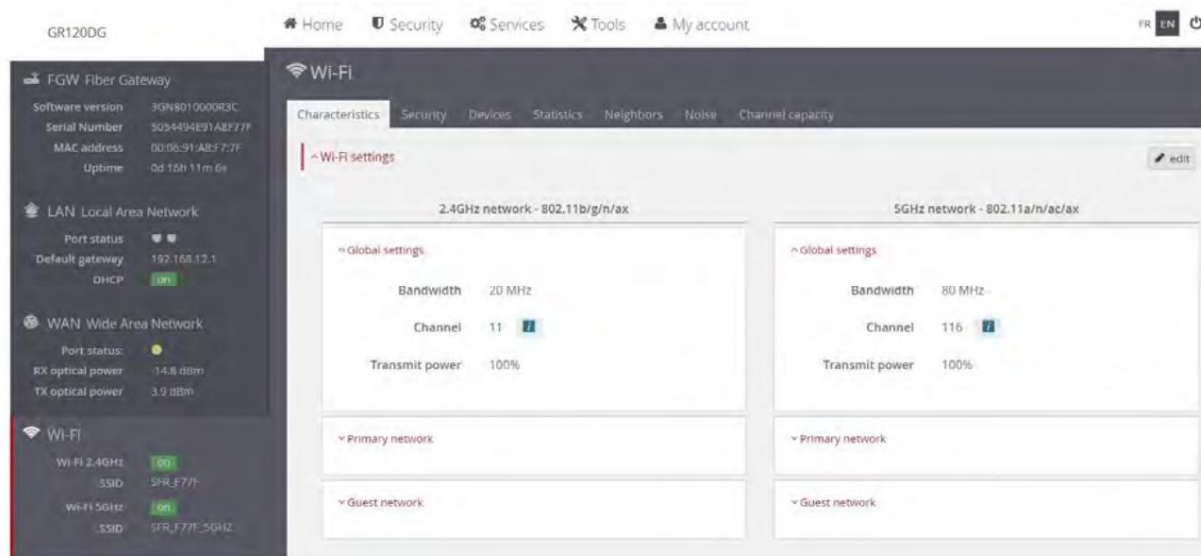 GR120DG
Home Security Services Tools My account FR EN
FGW Fiber Gateway
Software version 3GN8010000R3C
Serial Number 5054494E91A8F77F
MAC address 00:06:91:A8:F7:7F
Uptime 0d 16h 11m 6s
LAN Local Area Network
Port status
Default gateway 192.168.12.1
DHCP on
WAN Wide Area Network
Port status:
RX optical power -14.8 dBm
TX optical power 3.9 dBm
Wi-Fi
Wi-Fi 2.4GHz on
SSID SFR_F77F
Wi-Fi 5GHz on
SSID SFR_F77F_5GHZ
Wi-Fi
Characteristics Security Devices Statistics Neighbors Noise Channel capacity
Wi-Fi settings edit
2.4GHz network - 802.11b/g/n/ax
Global settings
Bandwidth 20 MHz
Channel 11 i
Transmit power 100%
Primary network
Guest network
5GHz network - 802.11a/n/ac/ax
Global settings
Bandwidth 80 MHz
Channel 116 i
Transmit power 100%
Primary network
Guest network